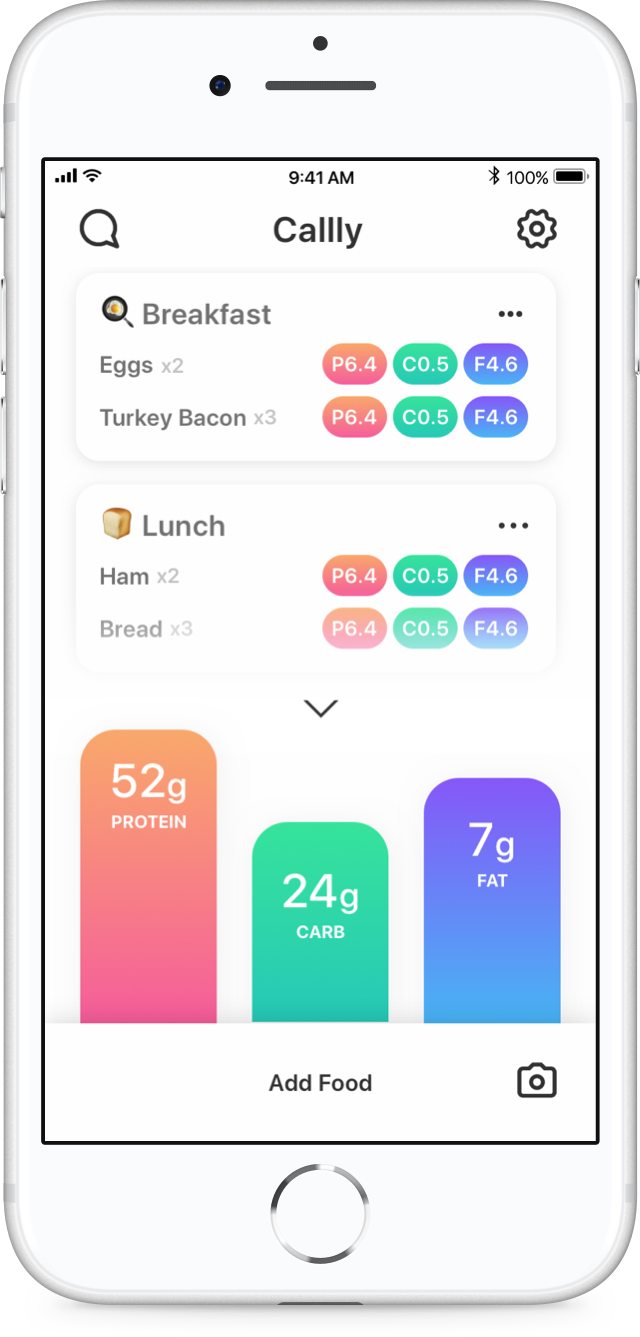 9:41 AM 100%
Callly
Breakfast
Eggs x2 P6.4 C0.5 F4.6
Turkey Bacon x3 P6.4 C0.5 F4.6
Lunch
Ham x2 P6.4 C0.5 F4.6
Bread x3 P6.4 C0.5 F4.6
52g
PROTEIN
7g
FAT
24g
CARB
Add Food